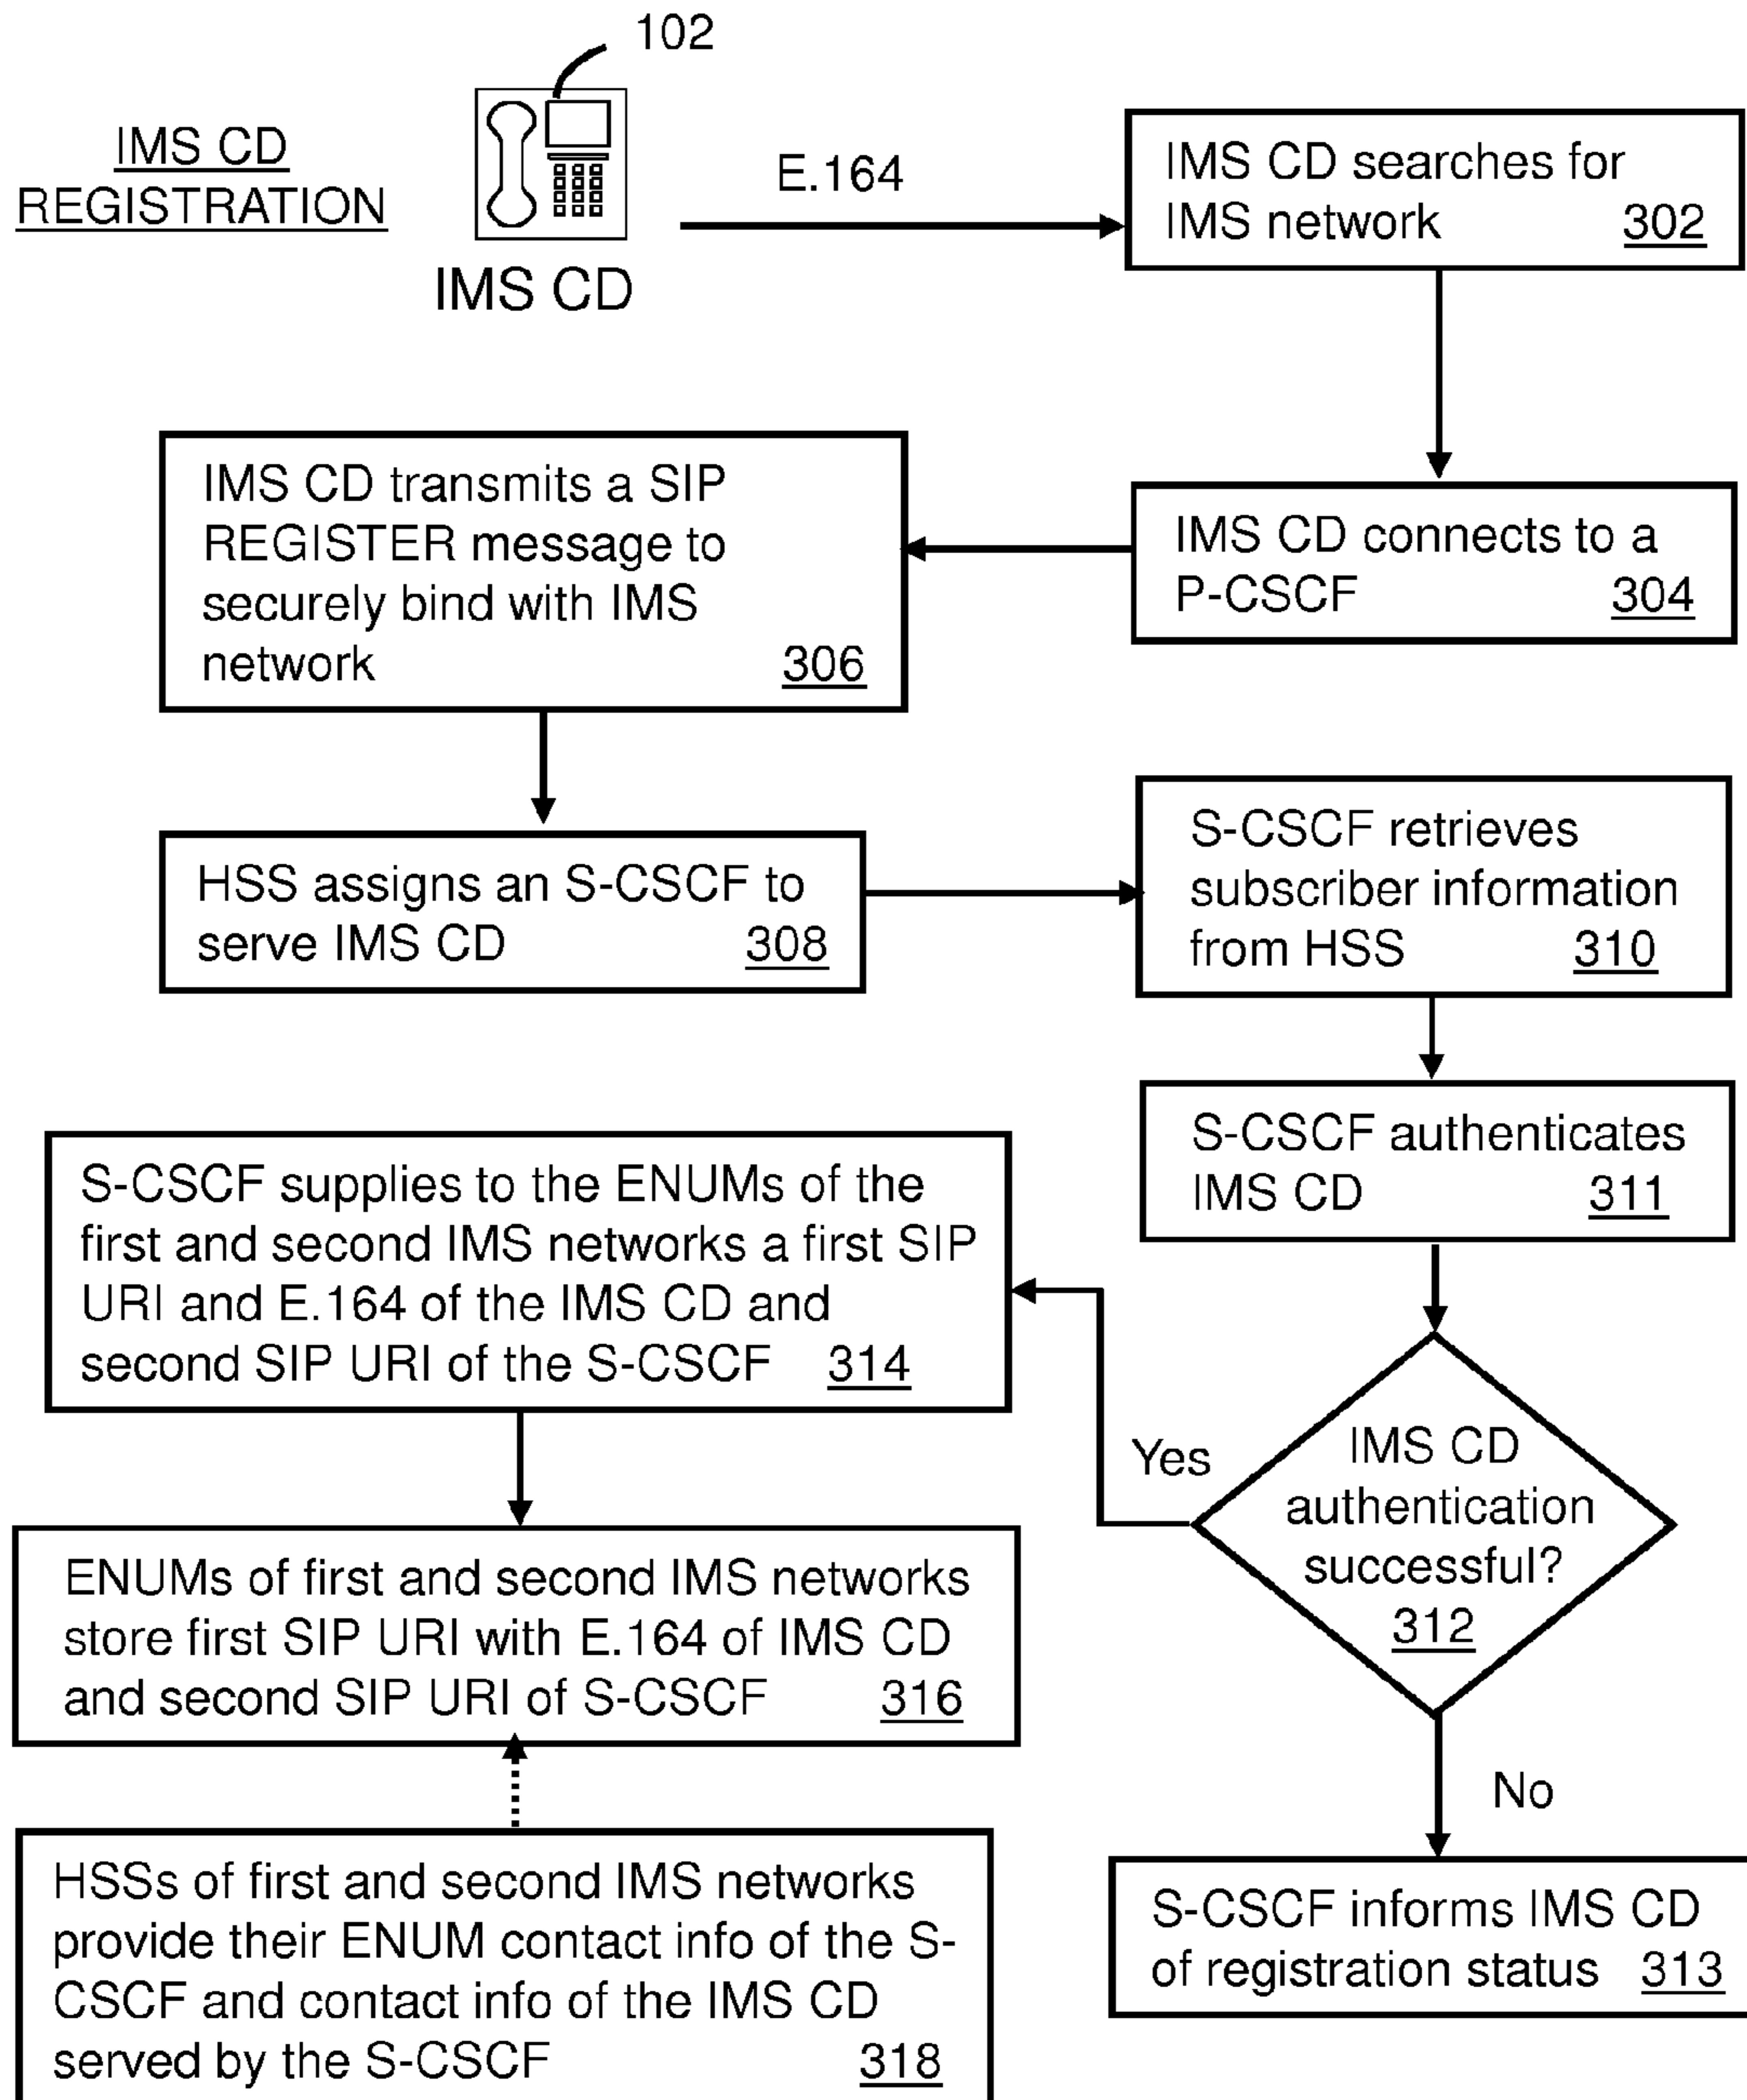 102
IMS CD
REGISTRATION
IMS CD
E.164
IMS CD searches for
IMS network 302
IMS CD connects to a
P-CSCF 304
IMS CD transmits a SIP
REGISTER message to
securely bind with IMS
network 306
HSS assigns an S-CSCF to
serve IMS CD 308
S-CSCF retrieves
subscriber information
from HSS 310
S-CSCF authenticates
IMS CD 311
IMS CD
authentication
successful?
312
Yes
No
S-CSCF informs IMS CD
of registration status 313
S-CSCF supplies to the ENUMs of the
first and second IMS networks a first SIP
URI and E.164 of the IMS CD and
second SIP URI of the S-CSCF 314
ENUMs of first and second IMS networks
store first SIP URI with E.164 of IMS CD
and second SIP URI of S-CSCF 316
HSSs of first and second IMS networks
provide their ENUM contact info of the S-
CSCF and contact info of the IMS CD
served by the S-CSCF 318